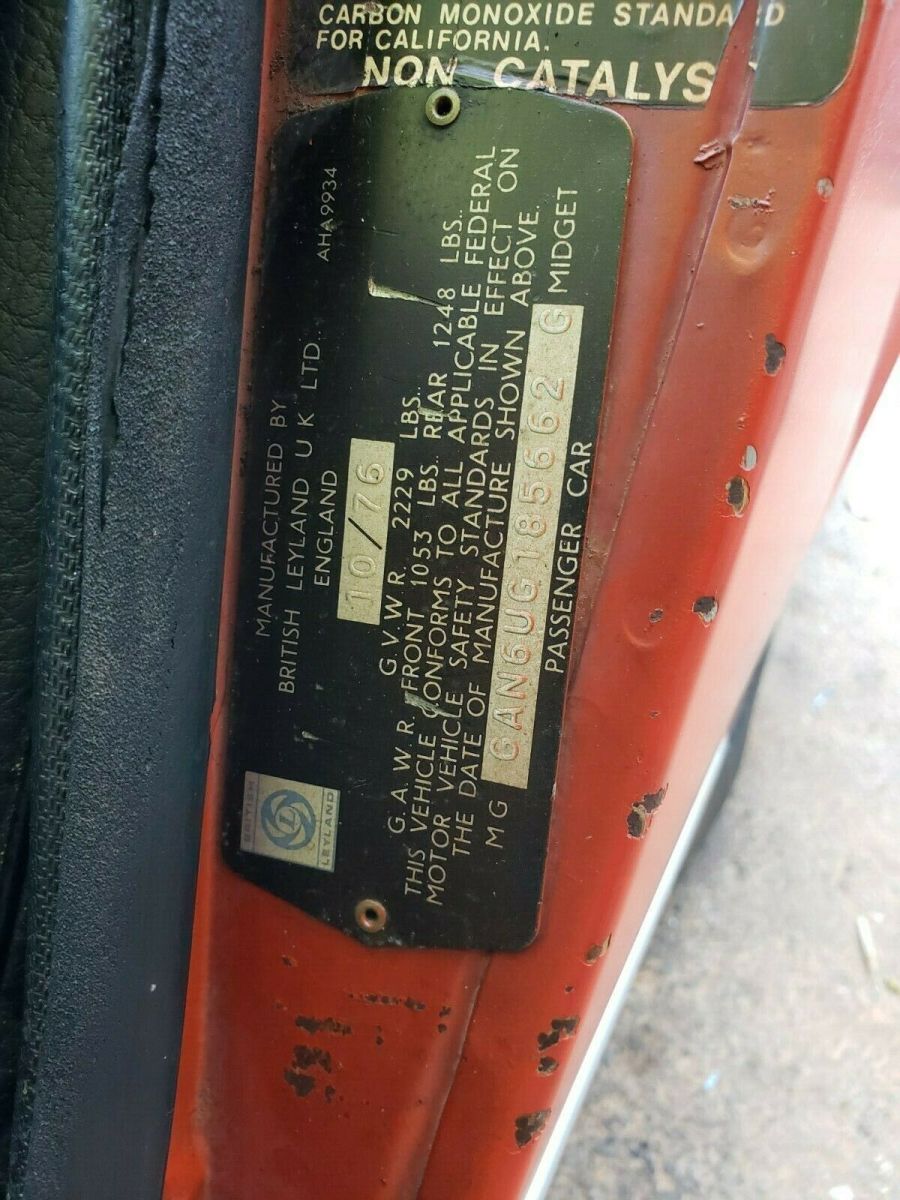 CARBON MONOXIDE STANDARD
FOR CALIFORNIA.
NON CATALYS
MANUFACTURED BY
BRITISH LEYLAND U K LTD. AHA9934
ENGLAND
10/76
G.V.W.R. 2229 LBS.
G.A.W.R. FRONT 1053 LBS.. REAR 1248 LBS..
THIS VEHICLE CONFORMS TO ALL APPLICABLE FEDERAL
MOTOR VEHICLE SAFETY STANDARDS IN EFFECT ON
THE DATE OF MANUFACTURE SHOWN ABOVE.
MG GAN6UG185662 G MIDGET
PASSENGER CAR
BRITISH
L
LEYLAND